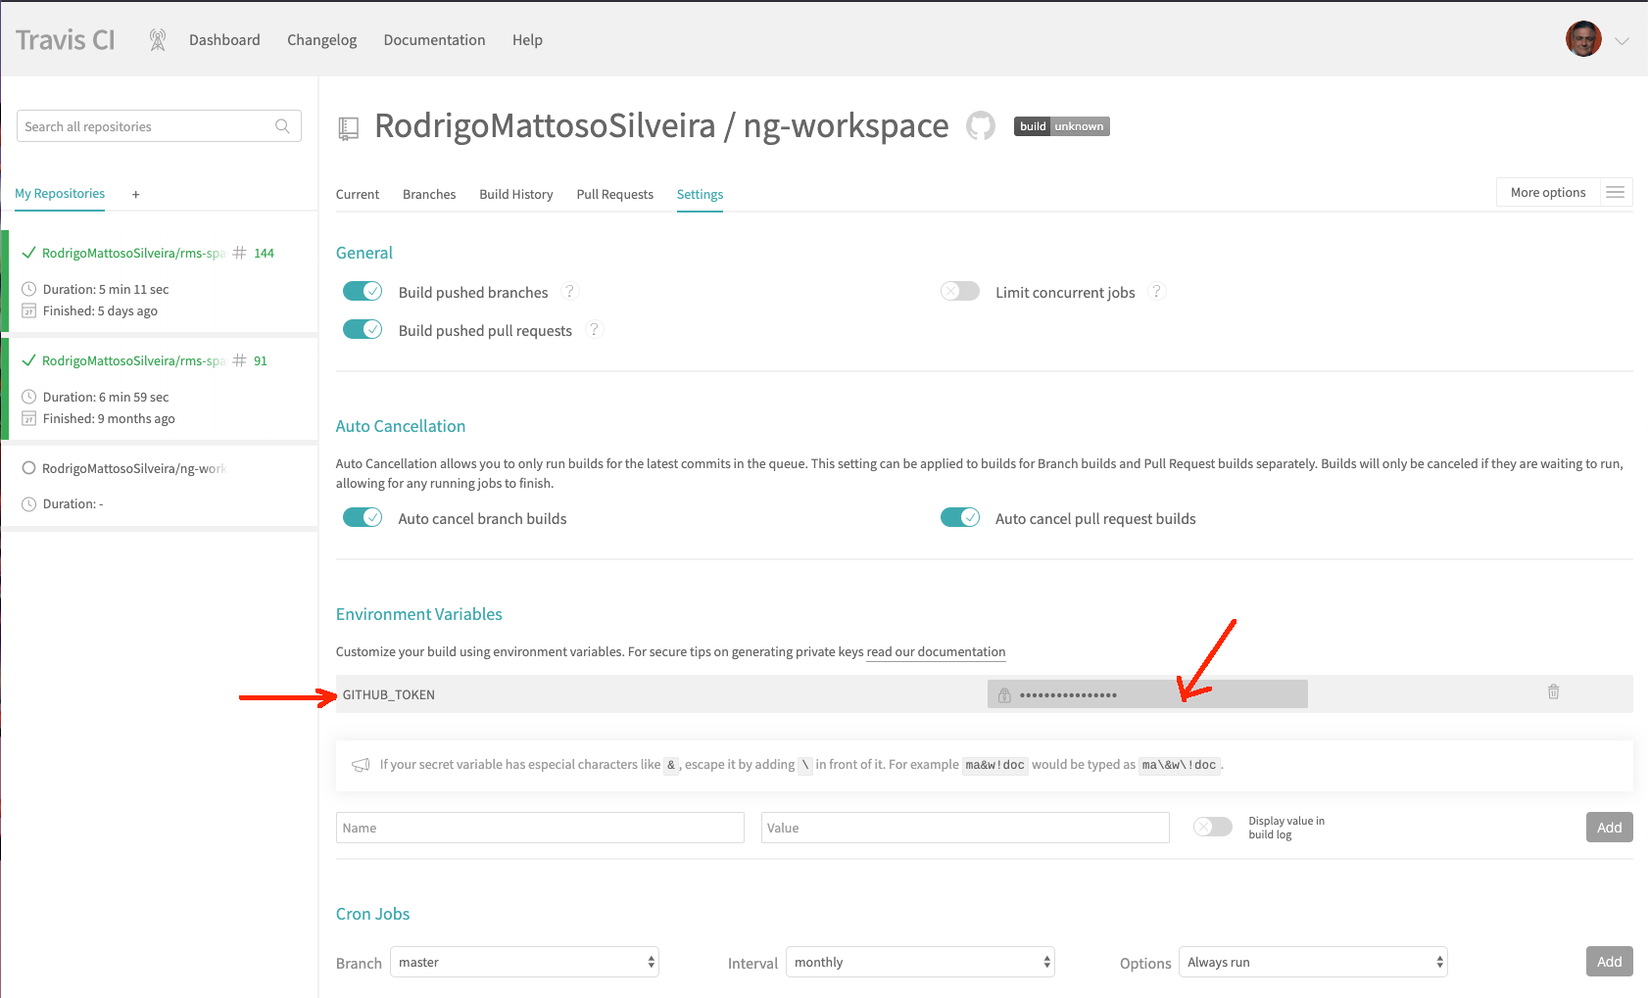 Travis CI
Dashboard
Changelog
Documentation
Help
Search all repositories
My Repositories
+
RodrigoMattosoSilveira/rms-spa # 144
Duration: 5 min 11 sec
Finished: 5 days ago
RodrigoMattosoSilveira/rms-spa # 91
Duration: 6 min 59 sec
Finished: 9 months ago
RodrigoMattosoSilveira/ng-work
Duration: -
RodrigoMattosoSilveira / ng-workspace
build unknown
Current
Branches
Build History
Pull Requests
Settings
More options
General
Build pushed branches ?
Limit concurrent jobs ?
Build pushed pull requests ?
Auto Cancellation
Auto Cancellation allows you to only run builds for the latest commits in the queue. This setting can be applied to builds for Branch builds and Pull Request builds separately. Builds will only be canceled if they are waiting to run,
allowing for any running jobs to finish.
Auto cancel branch builds
Auto cancel pull request builds
Environment Variables
Customize your build using environment variables. For secure tips on generating private keys read our documentation
GITHUB_TOKEN
••••••••••••••••
If your secret variable has especial characters like &, escape it by adding \ in front of it. For example ma&w!doc would be typed as ma\&w\!doc.
Name
Value
Display value in
build log
Add
Cron Jobs
Branch
master
Interval
monthly
Options
Always run
Add